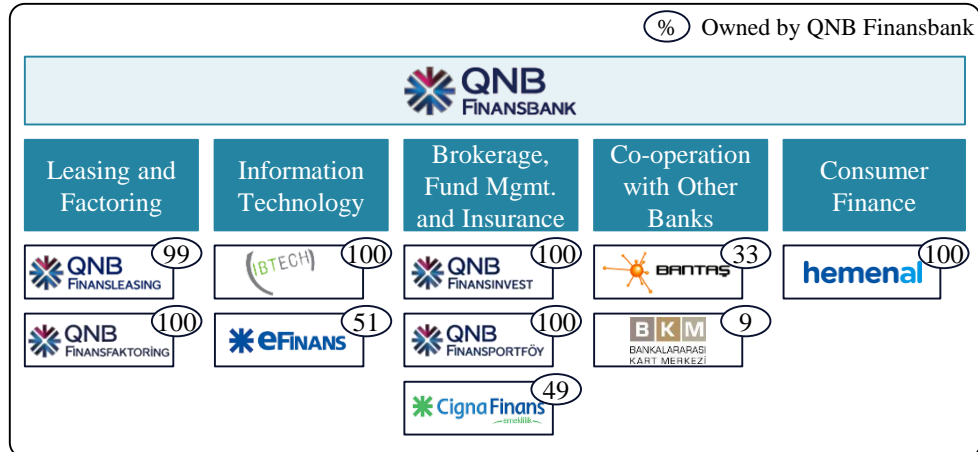 % Owned by QNB Finansbank
QNB
FINANSBANK
Leasing and
Factoring
Information
Technology
Brokerage,
Fund Mgmt.
and Insurance
Co-operation
with Other
Banks
Consumer
Finance
99
QNB
FINANSLEASING
100
QNB
FINANSFAKTORING
100
IBTECH
51
eFINANS
100
QNB
FINANSINVEST
100
QNB
FINANSPORTFÖY
49
Cigna Finans
emeklilik
33
BANTAŞ
9
BKM
BANKALARARASI
KART MERKEZİ
100
hemenal